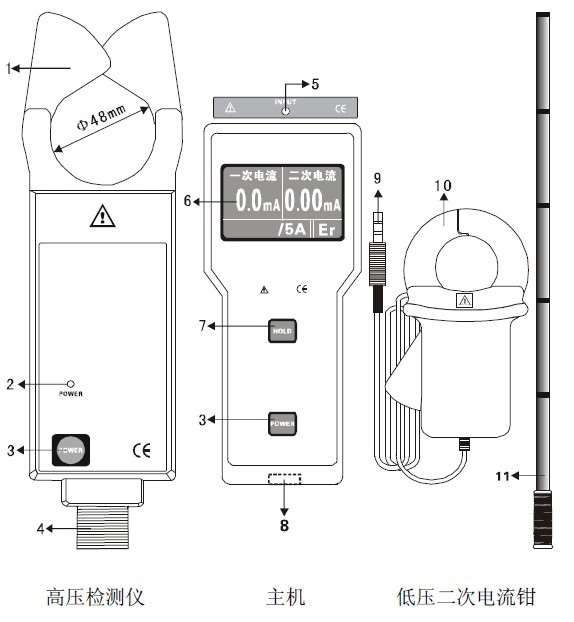 1
Φ48mm
2
POWER
3
POWER
CE
4
高压检测仪
5
INPUT
CE
一次电流 二次电流
6
0.0mA 0.00mA
/5A Er
CE
7
HOLD
3
POWER
8
主机
9
10
11
低压二次电流钳